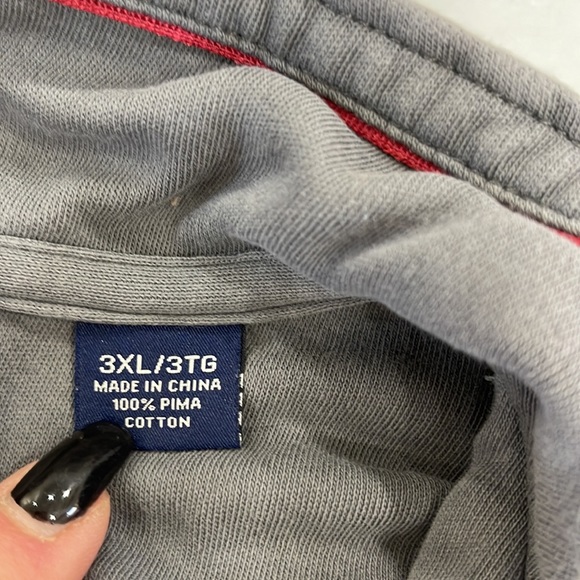 3XL/3TG
MADE IN CHINA
100% PIMA
COTTON